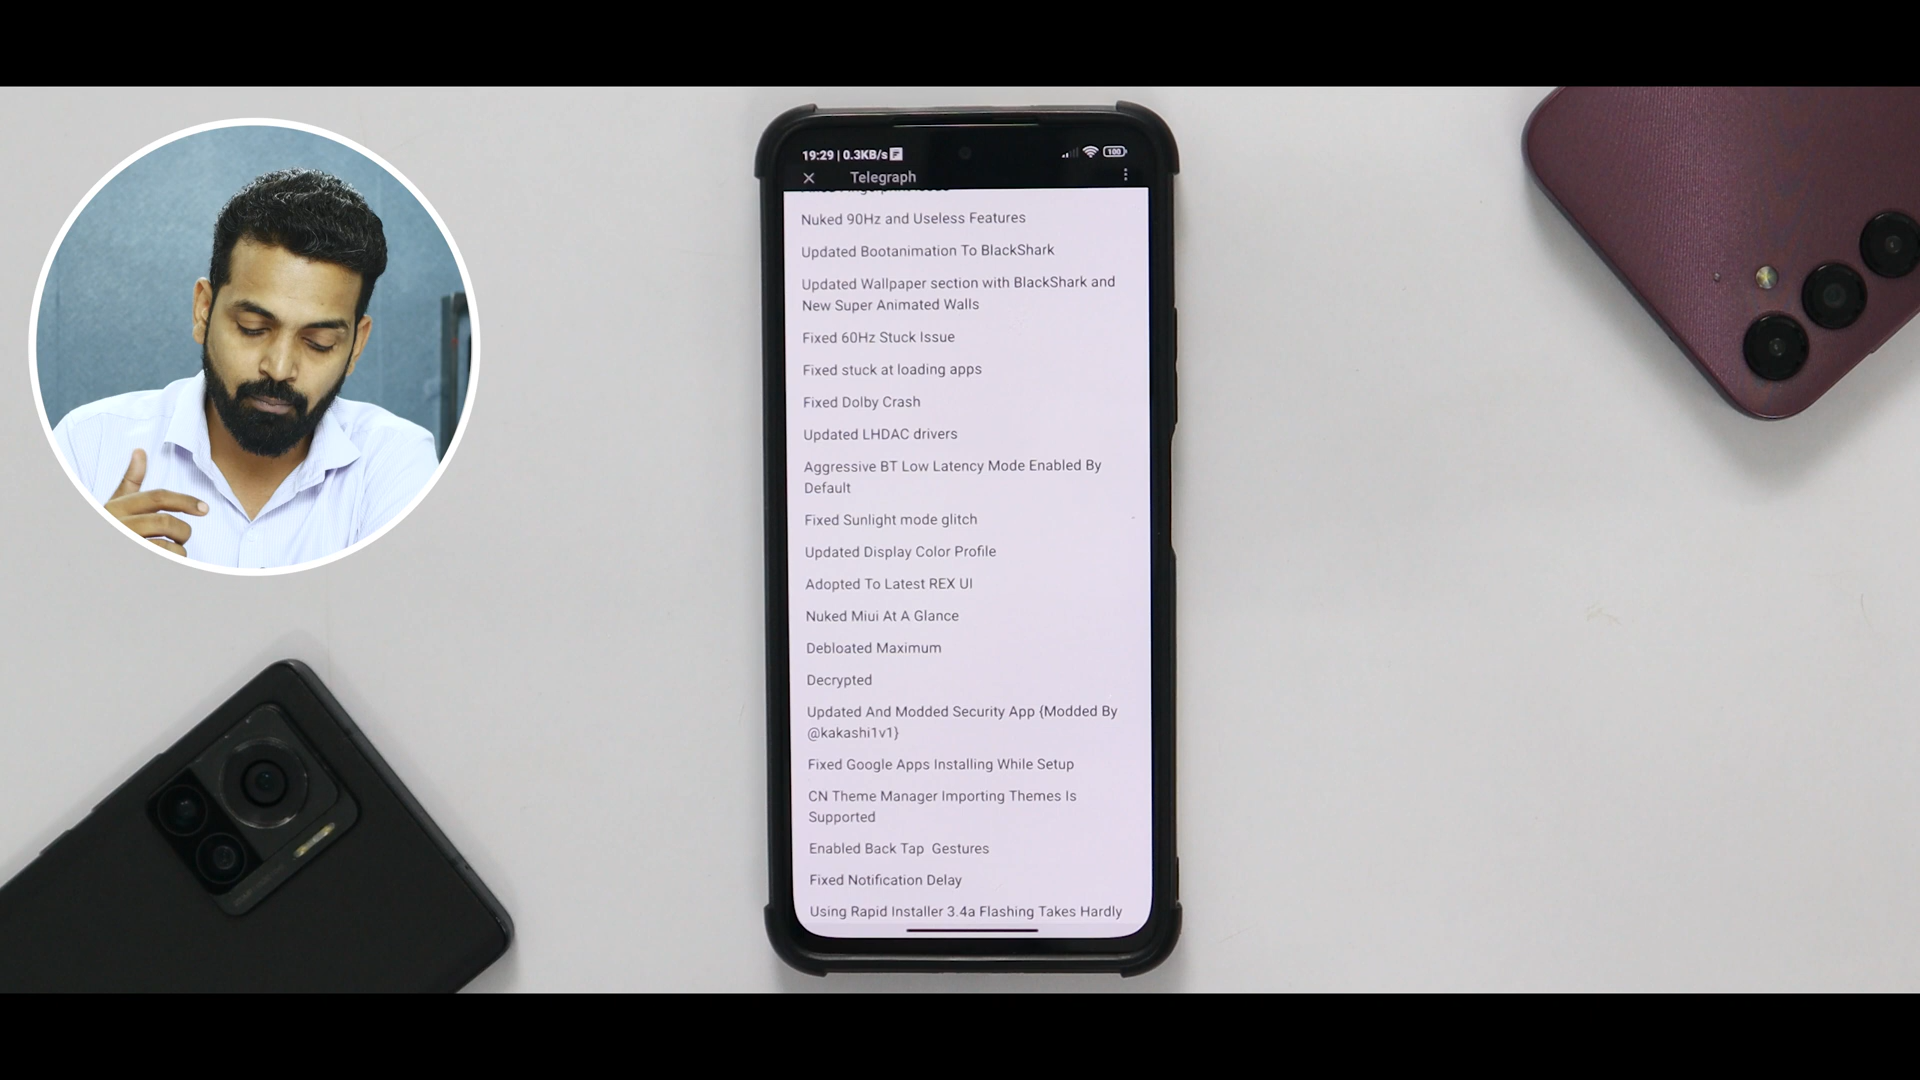 19:29 | 0.3KB/s
100
Telegraph
Nuked 90Hz and Useless Features
Updated Bootanimation To BlackShark
Updated Wallpaper section with BlackShark and
New Super Animated Walls
Fixed 60Hz Stuck Issue
Fixed stuck at loading apps
Fixed Dolby Crash
Updated LHDAC drivers
Aggressive BT Low Latency Mode Enabled By
Default
Fixed Sunlight mode glitch
Updated Display Color Profile
Adopted To Latest REX UI
Nuked Miui At A Glance
Debloated Maximum
Decrypted
Updated And Modded Security App {Modded By
@kakashi1v1}
Fixed Google Apps Installing While Setup
CN Theme Manager Importing Themes Is
Supported
Enabled Back Tap  Gestures
Fixed Notification Delay
Using Rapid Installer 3.4a Flashing Takes Hardly